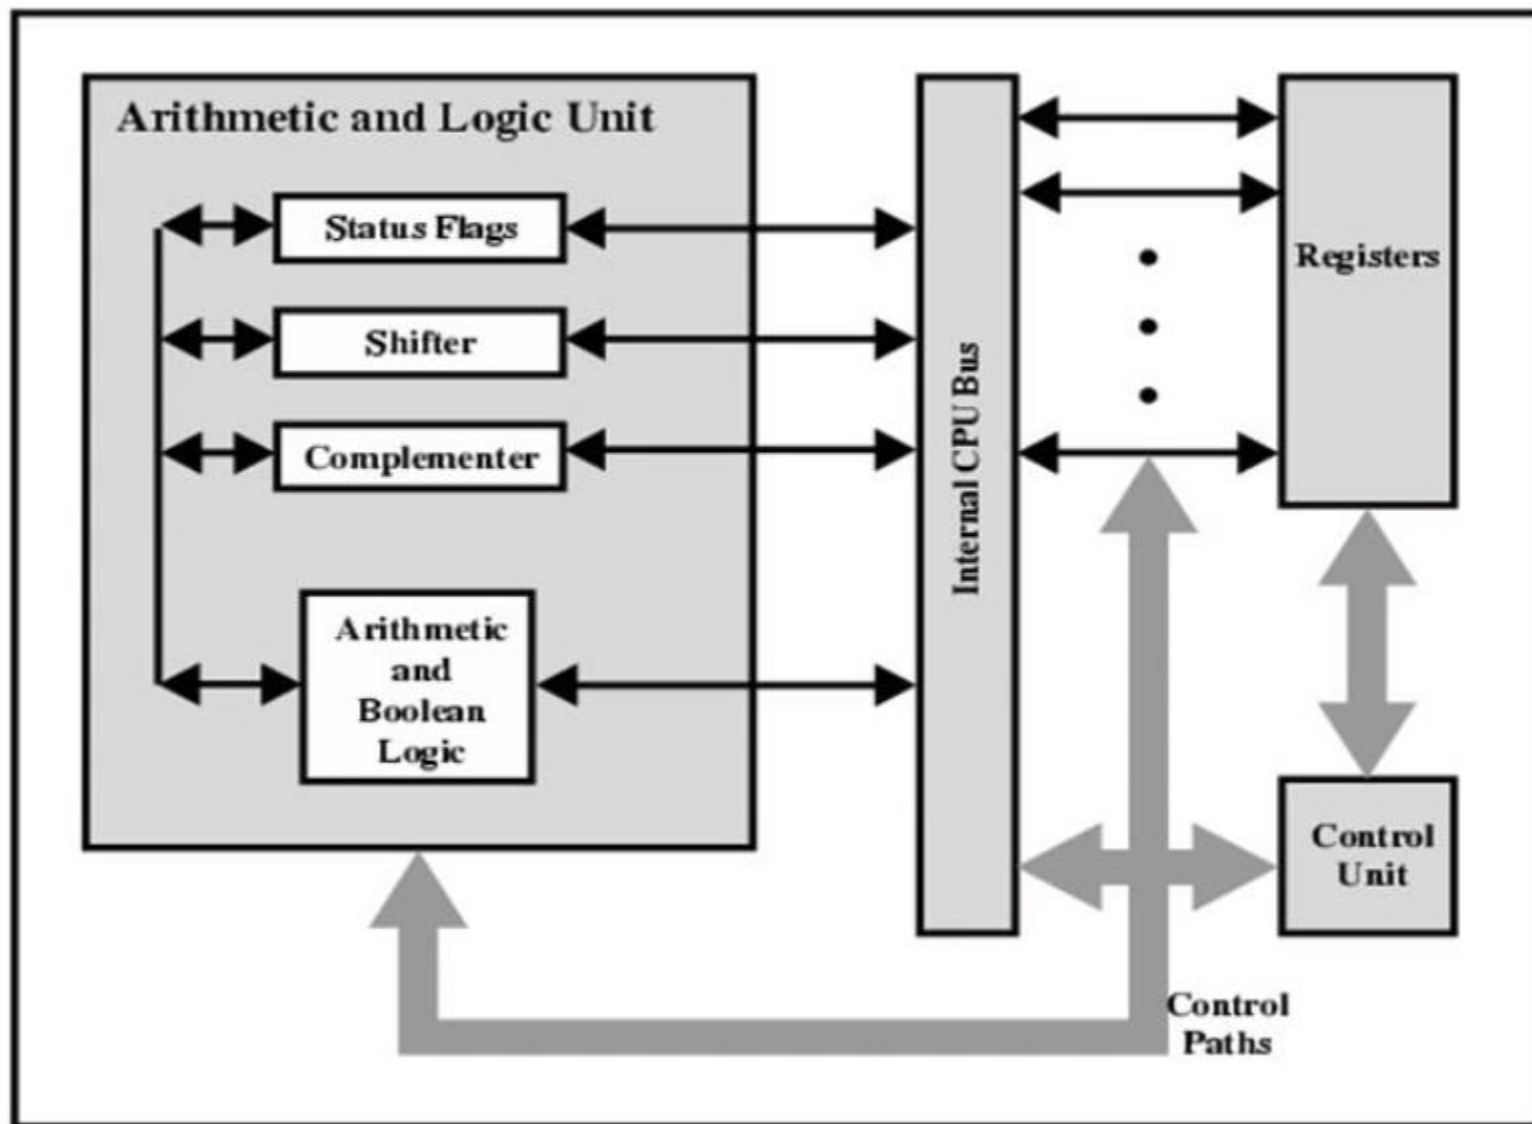 Arithmetic and Logic Unit
Status Flags
Shifter
Complementer
Arithmetic
and
Boolean
Logic
Internal CPU Bus
Registers
Control
Unit
Control
Paths